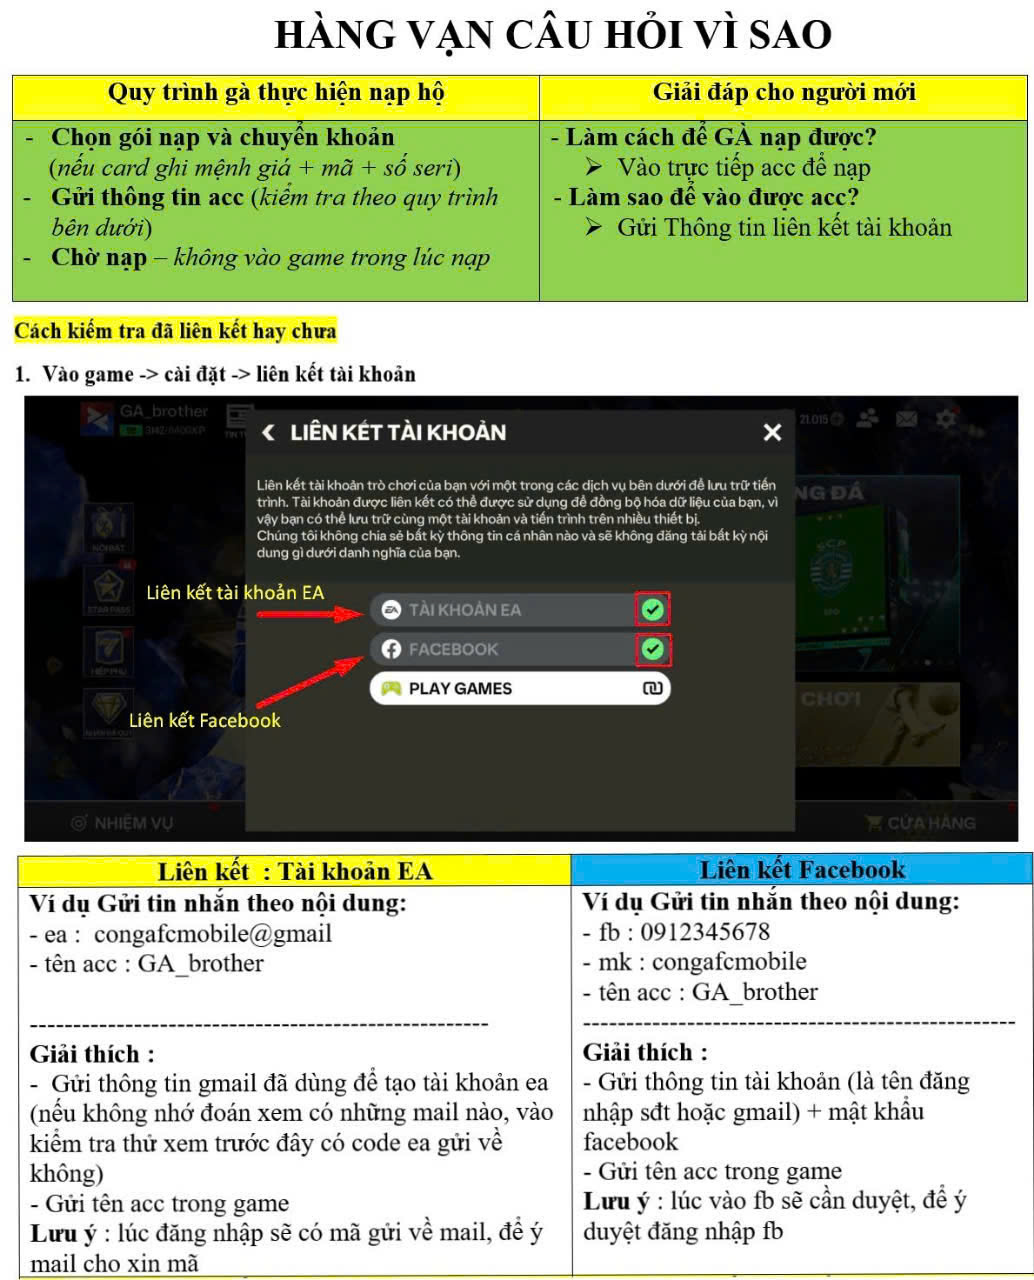 HÀNG VẠN CÂU HỎI VÌ SAO
Quy trình gà thực hiện nạp hộ
- Chọn gói nạp và chuyển khoản
(nếu card ghi mệnh giá + mã + số seri)
- Gửi thông tin acc (kiểm tra theo quy trình
bên dưới)
- Chờ nạp – không vào game trong lúc nạp
Giải đáp cho người mới
- Làm cách để GÀ nạp được?
➢ Vào trực tiếp acc để nạp
- Làm sao để vào được acc?
➢ Gửi Thông tin liên kết tài khoản
Cách kiểm tra đã liên kết hay chưa
1. Vào game -> cài đặt -> liên kết tài khoản
GA_brother
21.015
LIÊN KẾT TÀI KHOẢN
Liên kết tài khoản trò chơi của bạn với một trong các dịch vụ bên dưới để lưu trữ tiến
trình. Tài khoản được liên kết có thể được sử dụng để đồng bộ hóa dữ liệu của bạn, vì
vậy bạn có thể lưu trữ cùng một tài khoản và tiến trình trên nhiều thiết bị.
Chúng tôi không chia sẻ bất kỳ thông tin cá nhân nào và sẽ không đăng tải bất kỳ nội
dung gì dưới danh nghĩa của bạn.
NG ĐÁ
SCP
NỔI BẬT
STAR PASS
Liên kết tài khoản EA
EA TÀI KHOẢN EA
FACEBOOK
PLAY GAMES
Liên kết Facebook
CHƠI
NHIỆM VỤ
CỬA HÀNG
Liên kết : Tài khoản EA
Ví dụ Gửi tin nhắn theo nội dung:
- ea : congafcmobile@gmail
- tên acc : GA_brother
-----------------------------------------------------
Giải thích :
- Gửi thông tin gmail đã dùng để tạo tài khoản ea
(nếu không nhớ đoán xem có những mail nào, vào
kiểm tra thử xem trước đây có code ea gửi về
không)
- Gửi tên acc trong game
Lưu ý : lúc đăng nhập sẽ có mã gửi về mail, để ý
mail cho xin mã
Liên kết Facebook
Ví dụ Gửi tin nhắn theo nội dung:
- fb : 0912345678
- mk : congafcmobile
- tên acc : GA_brother
--------------------------------------------------
Giải thích :
- Gửi thông tin tài khoản (là tên đăng
nhập sđt hoặc gmail) + mật khẩu
facebook
- Gửi tên acc trong game
Lưu ý : lúc vào fb sẽ cần duyệt, để ý
duyệt đăng nhập fb